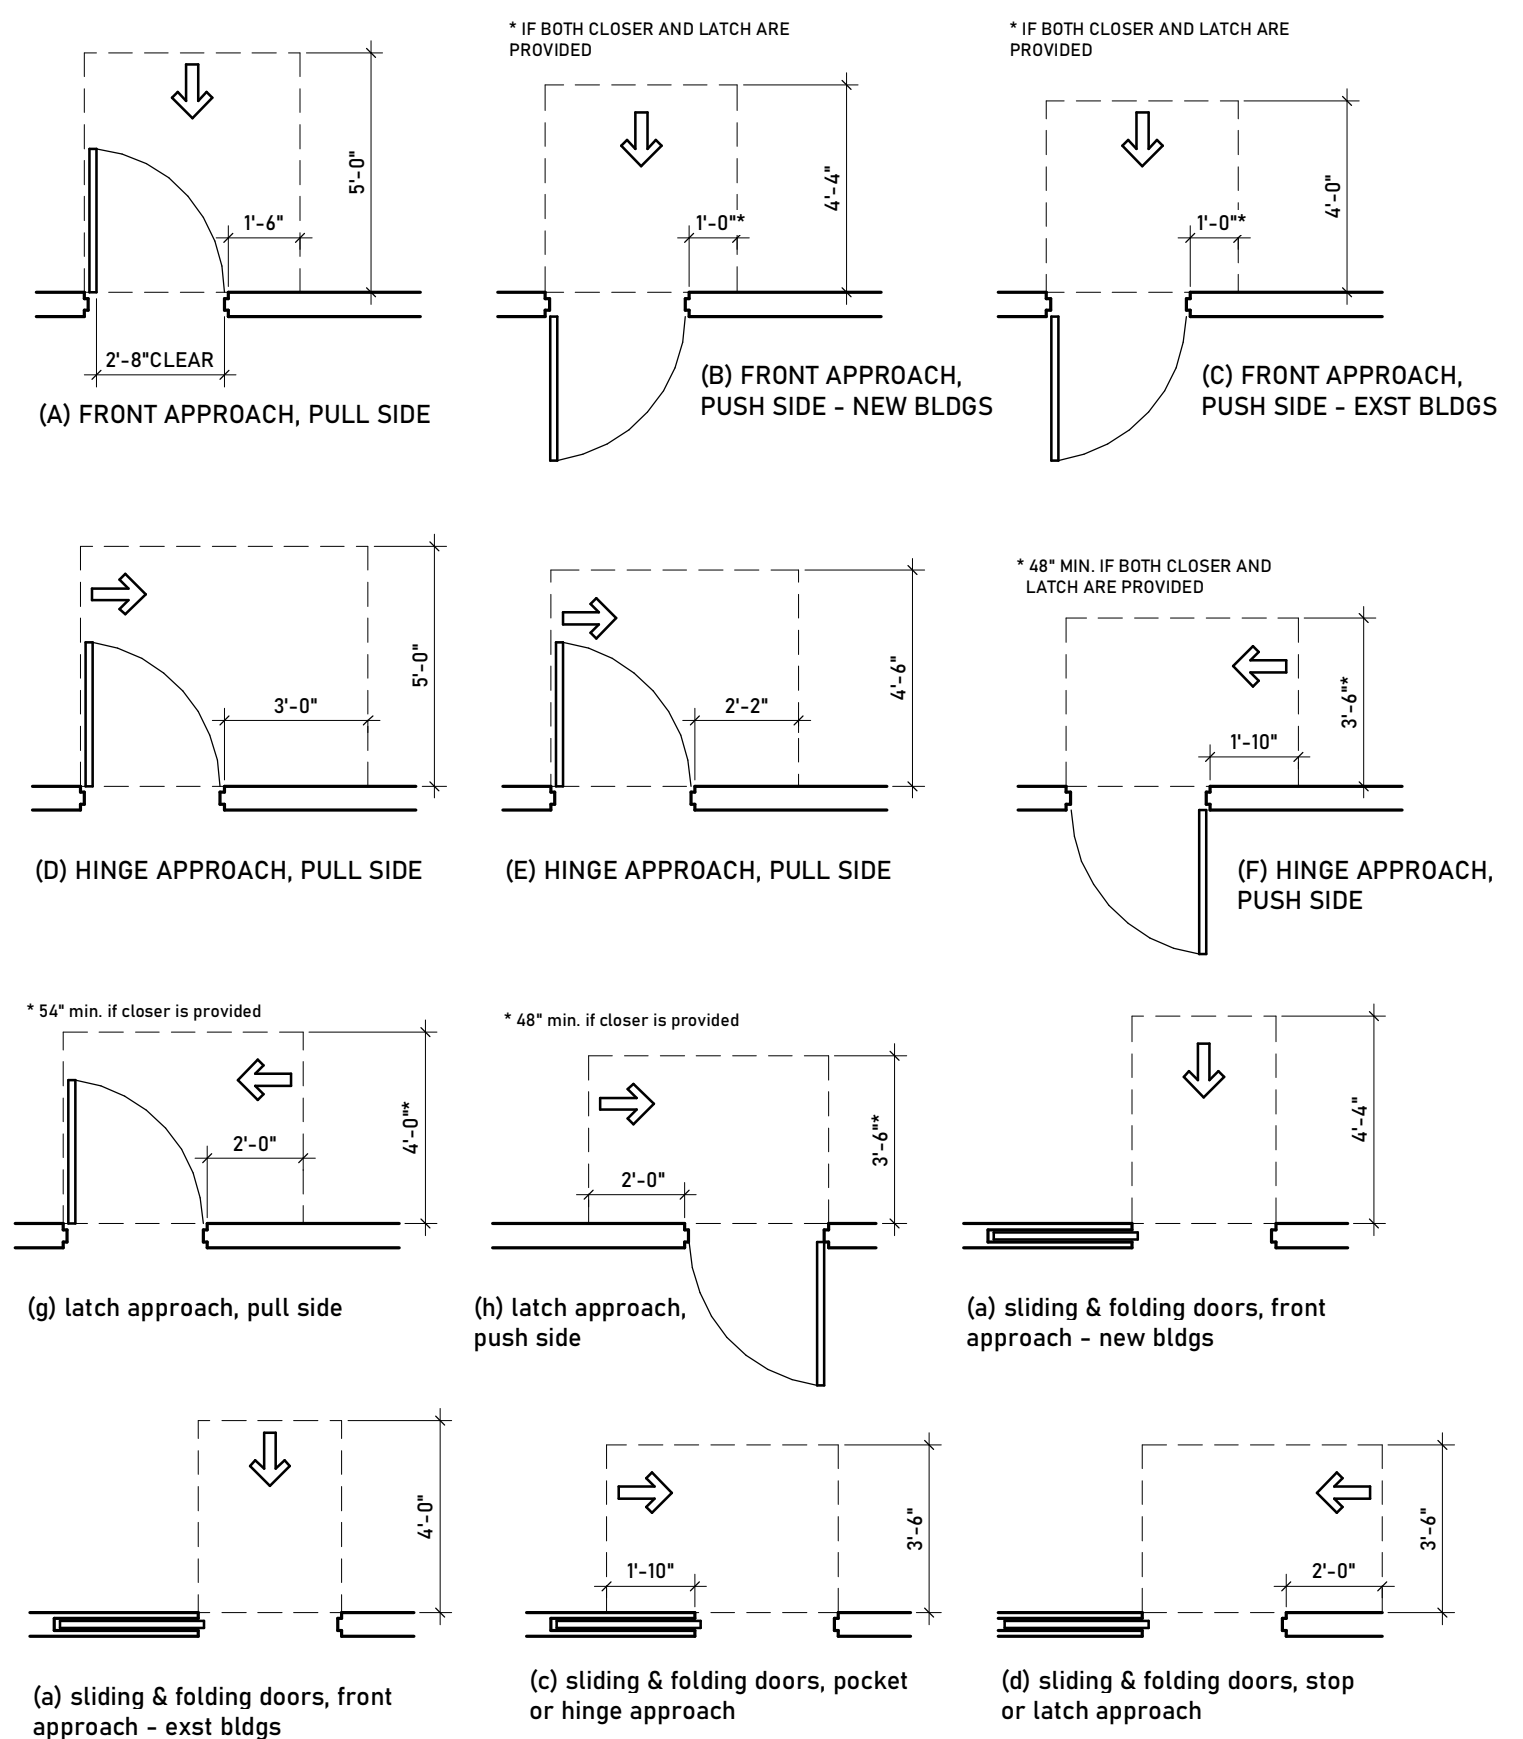 * IF BOTH CLOSER AND LATCH ARE
PROVIDED
* IF BOTH CLOSER AND LATCH ARE
PROVIDED
5'-0"
1'-6"
2'-8"CLEAR
(A) FRONT APPROACH, PULL SIDE
4'-4"
1'-0"*
(B) FRONT APPROACH,
PUSH SIDE - NEW BLDGS
4'-0"
1'-0"*
(C) FRONT APPROACH,
PUSH SIDE - EXST BLDGS
5'-0"
3'-0"
(D) HINGE APPROACH, PULL SIDE
4'-6"
2'-2"
(E) HINGE APPROACH, PULL SIDE
* 48" MIN. IF BOTH CLOSER AND
LATCH ARE PROVIDED
3'-6"*
1'-10"
(F) HINGE APPROACH,
PUSH SIDE
* 54" min. if closer is provided
4'-0"*
2'-0"
(g) latch approach, pull side
* 48" min. if closer is provided
3'-6"*
2'-0"
(h) latch approach,
push side
4'-4"
(a) sliding & folding doors, front
approach - new bldgs
4'-0"
(a) sliding & folding doors, front
approach - exst bldgs
3'-6"
1'-10"
(c) sliding & folding doors, pocket
or hinge approach
3'-6"
2'-0"
(d) sliding & folding doors, stop
or latch approach